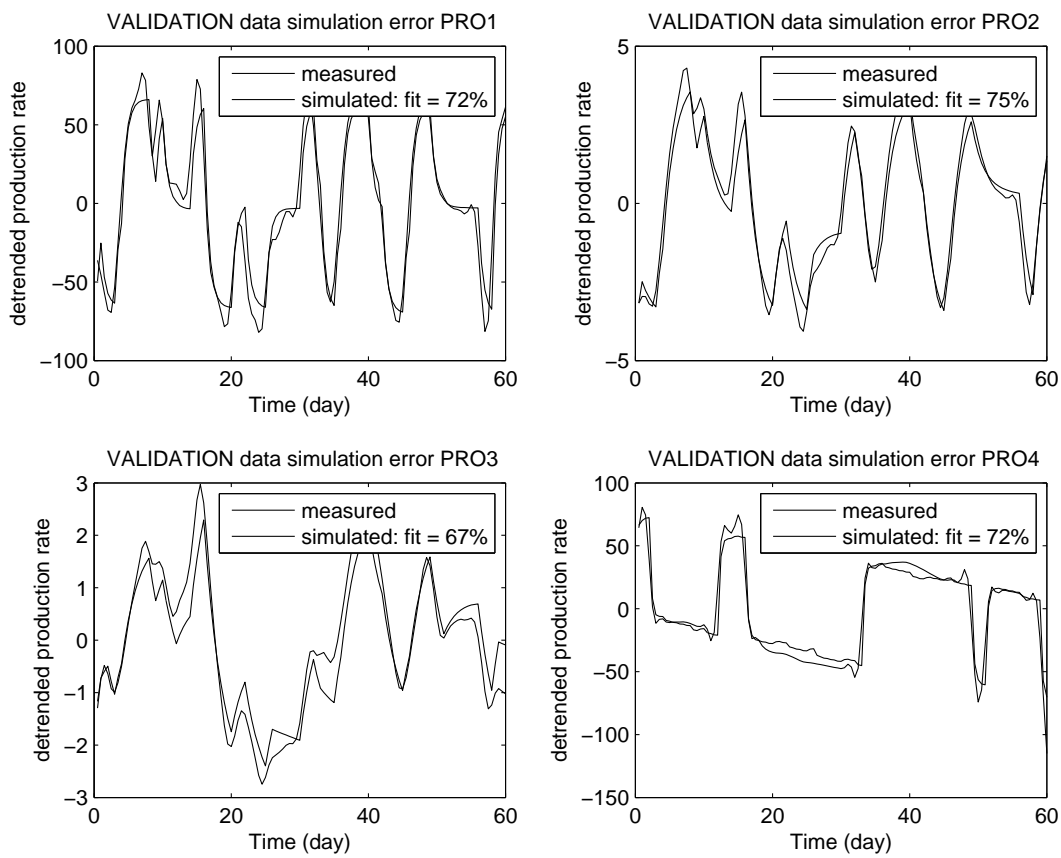 VALIDATION data simulation error PRO1
100
50
0
−50
−100
0
20
40
60
detrended production rate
Time (day)
measured
simulated: fit = 72%
VALIDATION data simulation error PRO2
5
0
−5
0
20
40
60
detrended production rate
Time (day)
measured
simulated: fit = 75%
VALIDATION data simulation error PRO3
3
2
1
0
−1
−2
−3
0
20
40
60
detrended production rate
Time (day)
measured
simulated: fit = 67%
VALIDATION data simulation error PRO4
100
50
0
−50
−100
−150
0
20
40
60
detrended production rate
Time (day)
measured
simulated: fit = 72%